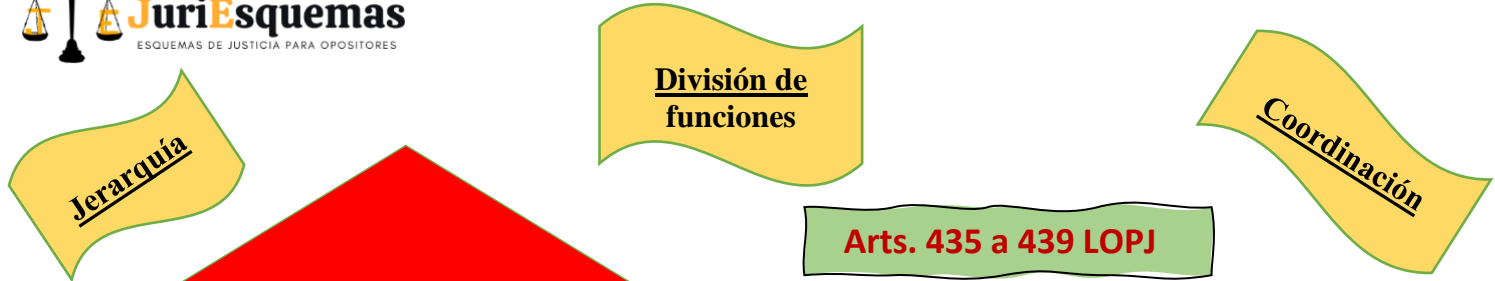 J E JuriEsquemas
ESQUEMAS DE JUSTICIA PARA OPOSITORES
División de
funciones
Jerarquía
Coordinación
Arts. 435 a 439 LOPJ